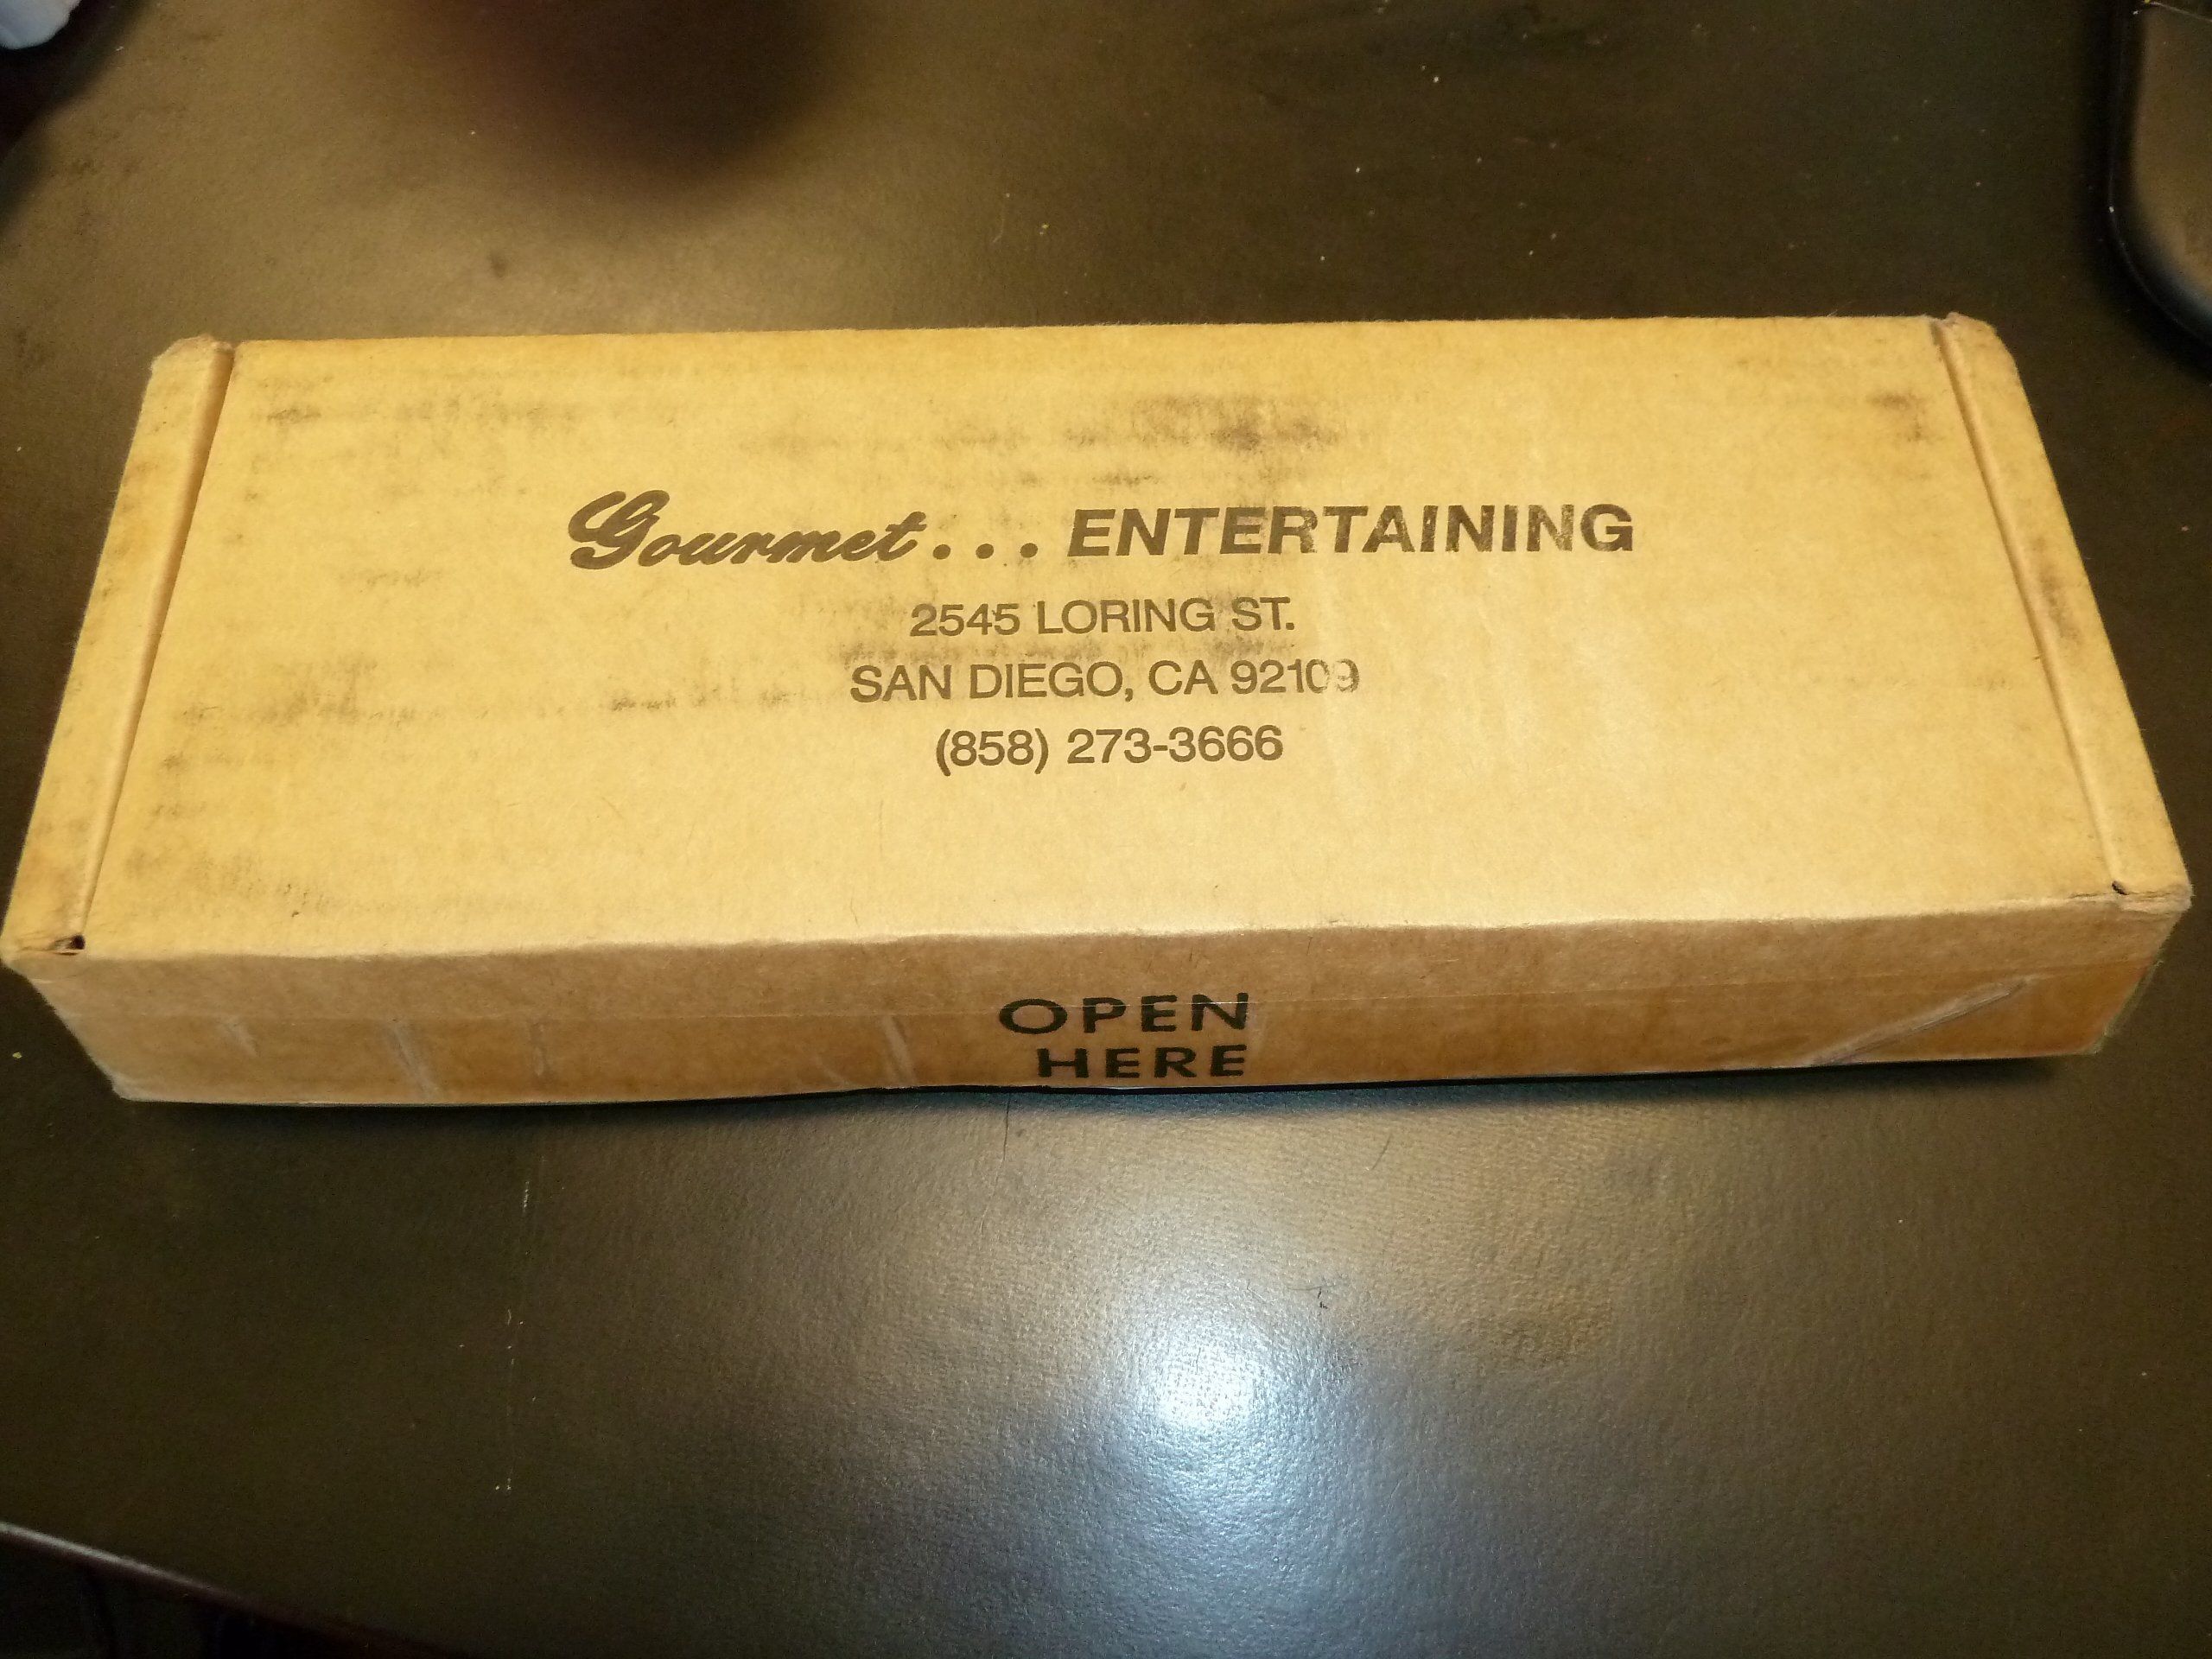 Gourmet... ENTERTAINING
2545 LORING ST.
SAN DIEGO, CA 92109
(858) 273-3666
OPEN
HERE